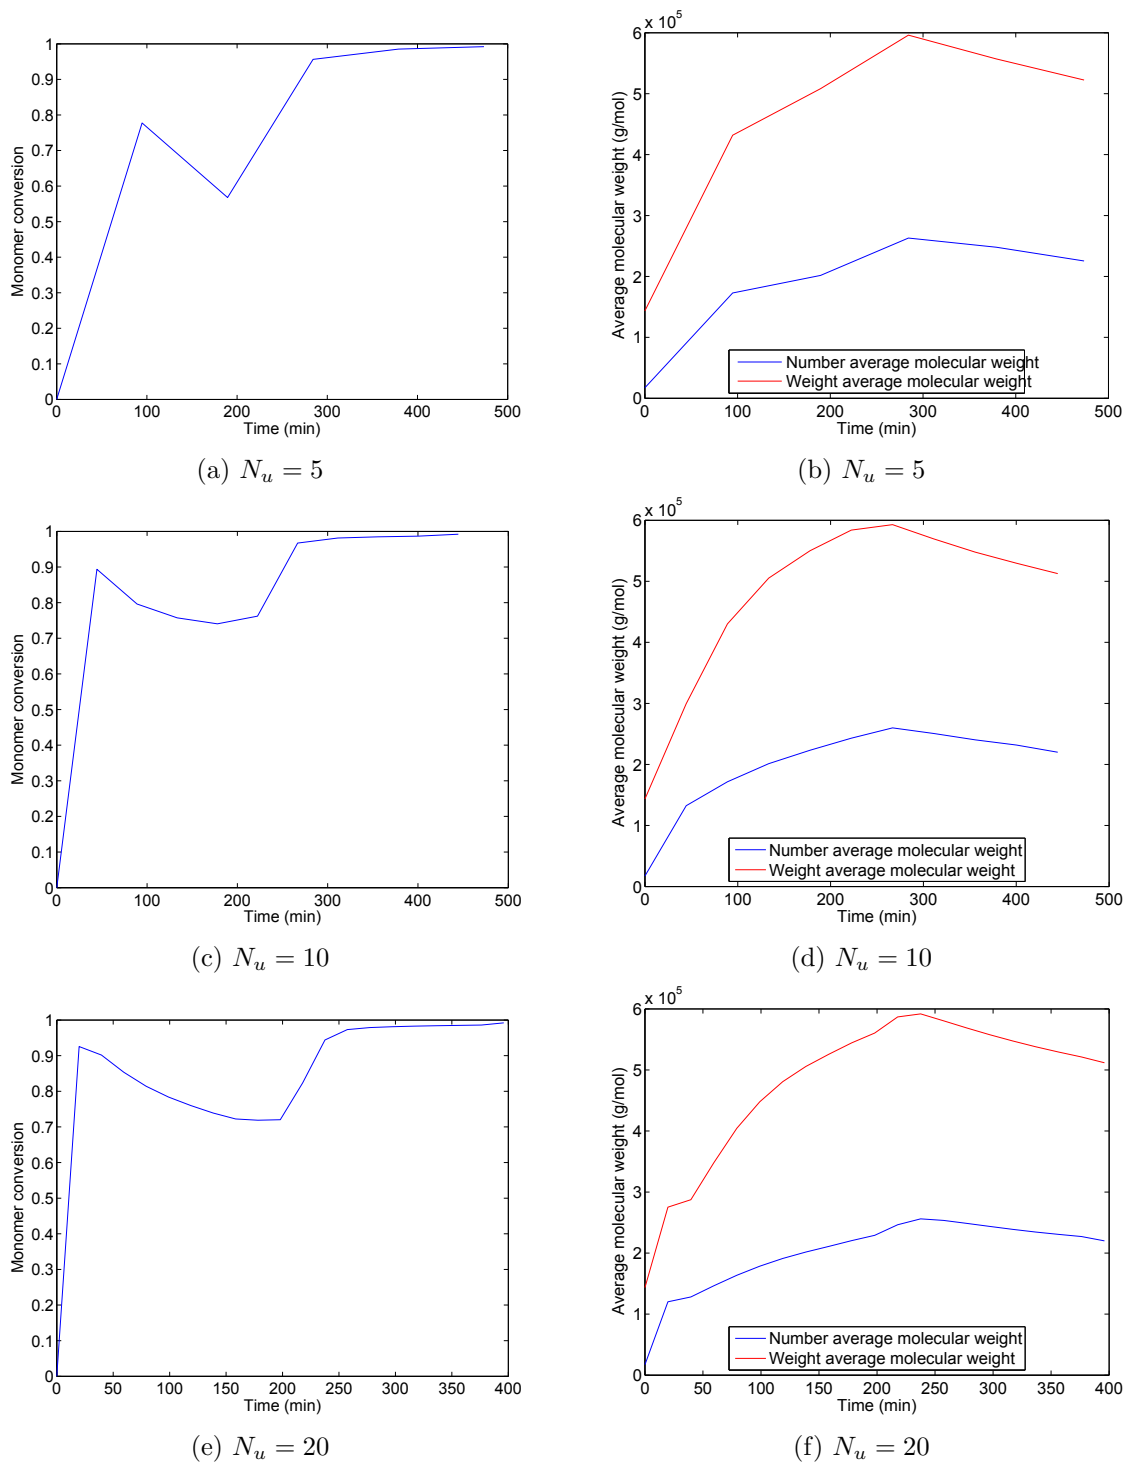 1
0.9
0.8
0.7
0.6
0.5
0.4
0.3
0.2
0.1
0
Monomer conversion
0 100 200 300 400 500
Time (min)
(a) N_u = 5
x 10^5
6
5
4
3
2
1
0
Average molecular weight (g/mol)
Number average molecular weight
Weight average molecular weight
0 100 200 300 400 500
Time (min)
(b) N_u = 5
1
0.9
0.8
0.7
0.6
0.5
0.4
0.3
0.2
0.1
0
Monomer conversion
0 100 200 300 400 500
Time (min)
(c) N_u = 10
x 10^5
6
5
4
3
2
1
0
Average molecular weight (g/mol)
Number average molecular weight
Weight average molecular weight
0 100 200 300 400 500
Time (min)
(d) N_u = 10
1
0.9
0.8
0.7
0.6
0.5
0.4
0.3
0.2
0.1
0
Monomer conversion
0 50 100 150 200 250 300 350 400
Time (min)
(e) N_u = 20
x 10^5
6
5
4
3
2
1
0
Average molecular weight (g/mol)
Number average molecular weight
Weight average molecular weight
0 50 100 150 200 250 300 350 400
Time (min)
(f) N_u = 20